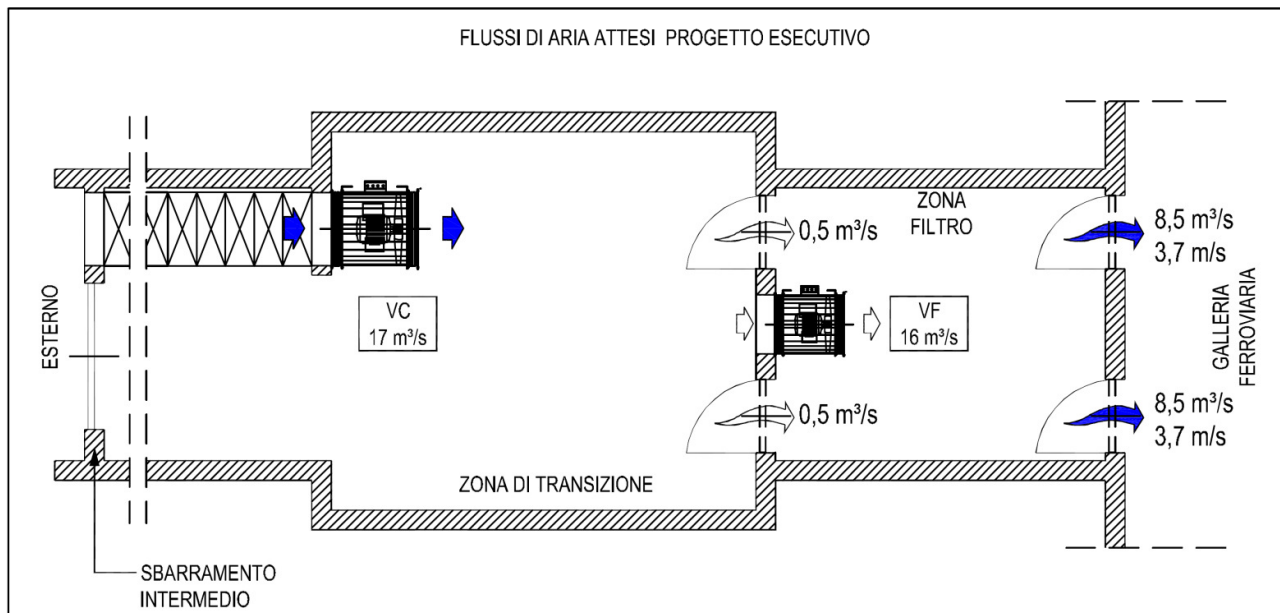 FLUSSI DI ARIA ATTESI PROGETTO ESECUTIVO
ESTERNO
VC
17 m³/s
0,5 m³/s
ZONA
FILTRO
8,5 m³/s
3,7 m/s
VF
16 m³/s
GALLERIA
FERROVIARIA
0,5 m³/s
8,5 m³/s
3,7 m/s
ZONA DI TRANSIZIONE
SBARRAMENTO
INTERMEDIO